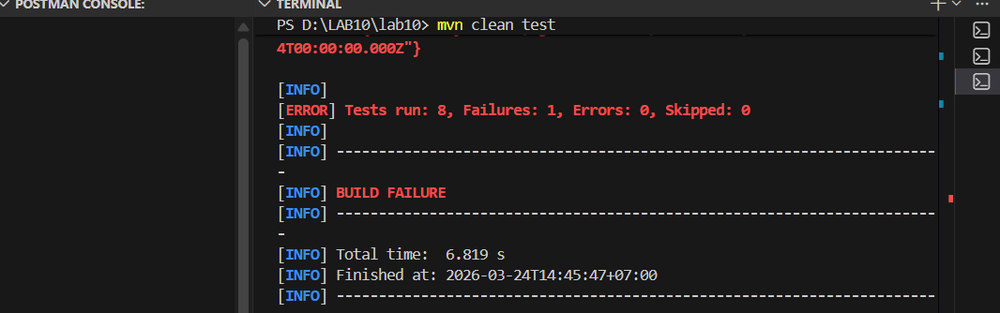 POSTMAN CONSOLE:
TERMINAL
PS D:\LAB10\lab10> mvn clean test
4T00:00:00.000Z"}
[INFO]
[ERROR] Tests run: 8, Failures: 1, Errors: 0, Skipped: 0
[INFO]
[INFO] ------------------------------------------------------------------------
-
[INFO] BUILD FAILURE
[INFO] ------------------------------------------------------------------------
-
[INFO] Total time:  6.819 s
[INFO] Finished at: 2026-03-24T14:45:47+07:00
[INFO] ------------------------------------------------------------------------